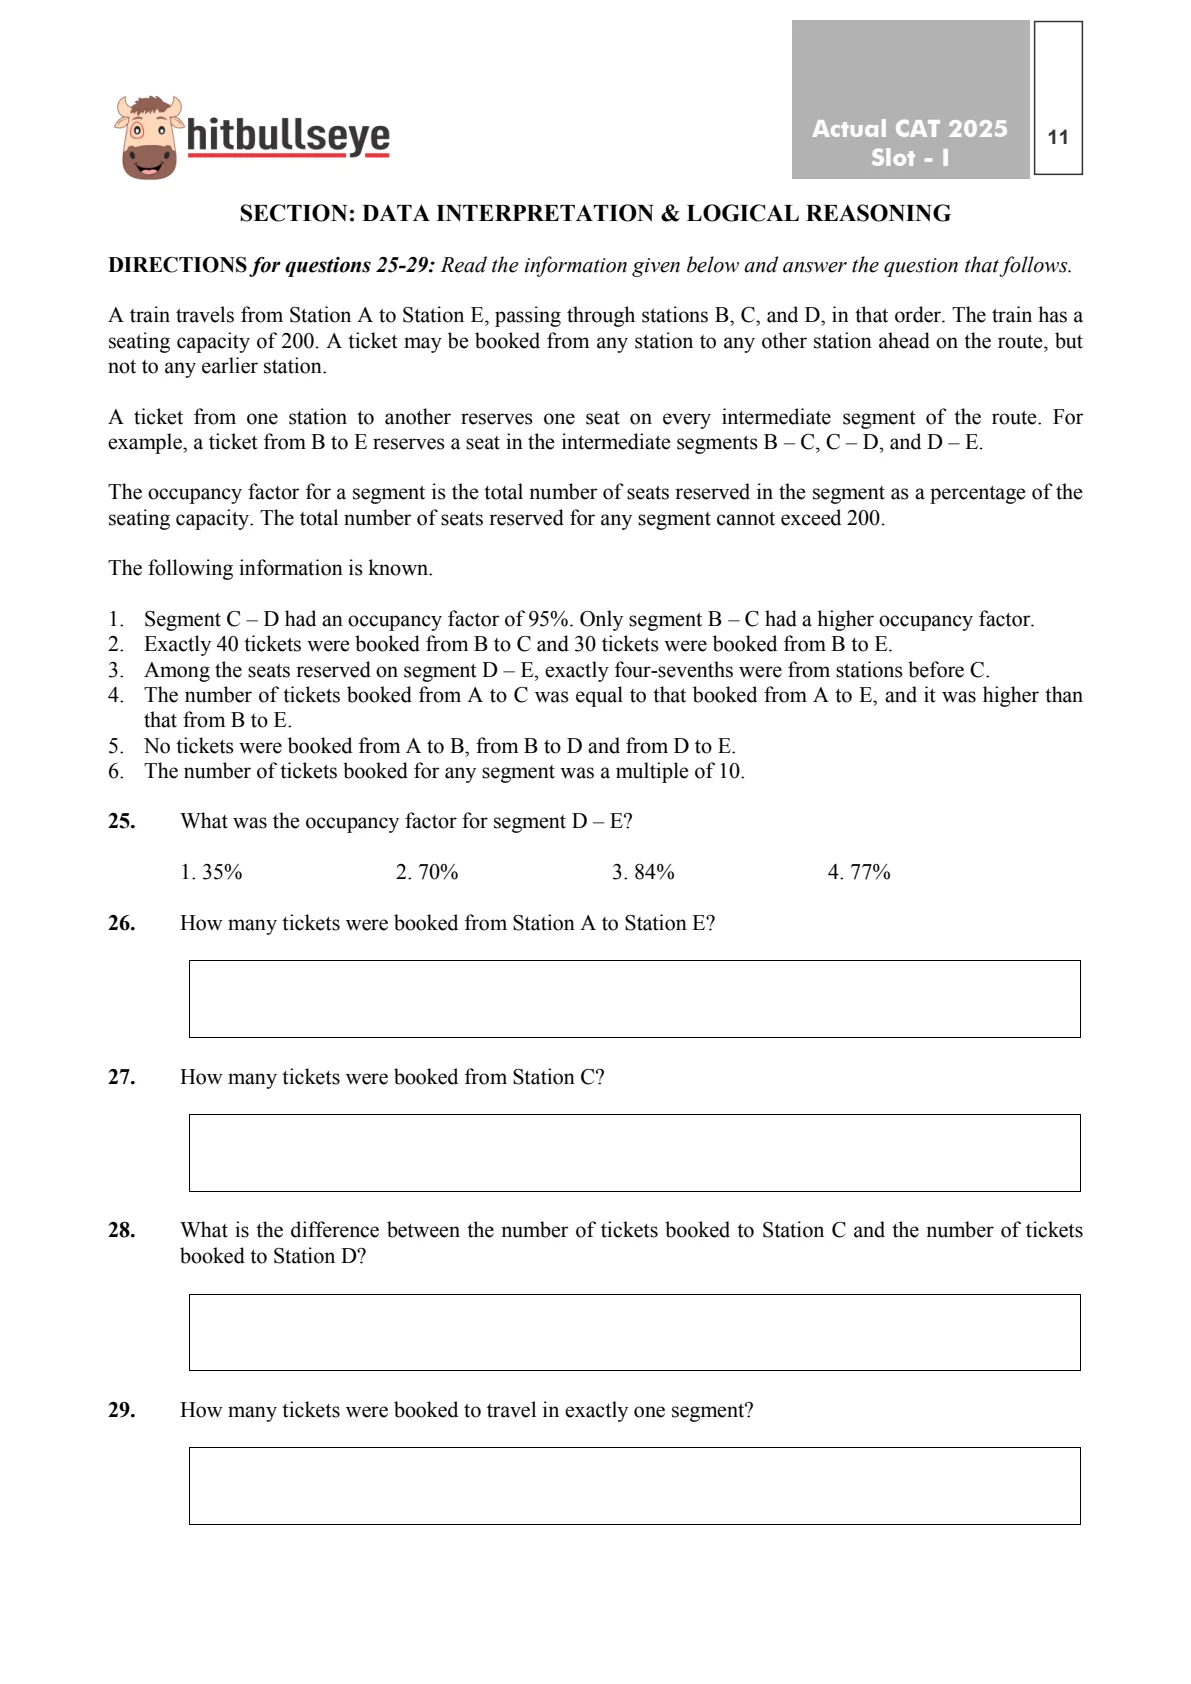 hitbullseye
Actual CAT 2025
Slot - I
11
SECTION: DATA INTERPRETATION & LOGICAL REASONING
DIRECTIONS for questions 25-29: Read the information given below and answer the question that follows.
A train travels from Station A to Station E, passing through stations B, C, and D, in that order. The train has a
seating capacity of 200. A ticket may be booked from any station to any other station ahead on the route, but
not to any earlier station.
A ticket from one station to another reserves one seat on every intermediate segment of the route. For
example, a ticket from B to E reserves a seat in the intermediate segments B – C, C – D, and D – E.
The occupancy factor for a segment is the total number of seats reserved in the segment as a percentage of the
seating capacity. The total number of seats reserved for any segment cannot exceed 200.
The following information is known.
1. Segment C – D had an occupancy factor of 95%. Only segment B – C had a higher occupancy factor.
2. Exactly 40 tickets were booked from B to C and 30 tickets were booked from B to E.
3. Among the seats reserved on segment D – E, exactly four-sevenths were from stations before C.
4. The number of tickets booked from A to C was equal to that booked from A to E, and it was higher than
that from B to E.
5. No tickets were booked from A to B, from B to D and from D to E.
6. The number of tickets booked for any segment was a multiple of 10.
25. What was the occupancy factor for segment D – E?
1. 35% 2. 70% 3. 84% 4. 77%
26. How many tickets were booked from Station A to Station E?
27. How many tickets were booked from Station C?
28. What is the difference between the number of tickets booked to Station C and the number of tickets
booked to Station D?
29. How many tickets were booked to travel in exactly one segment?